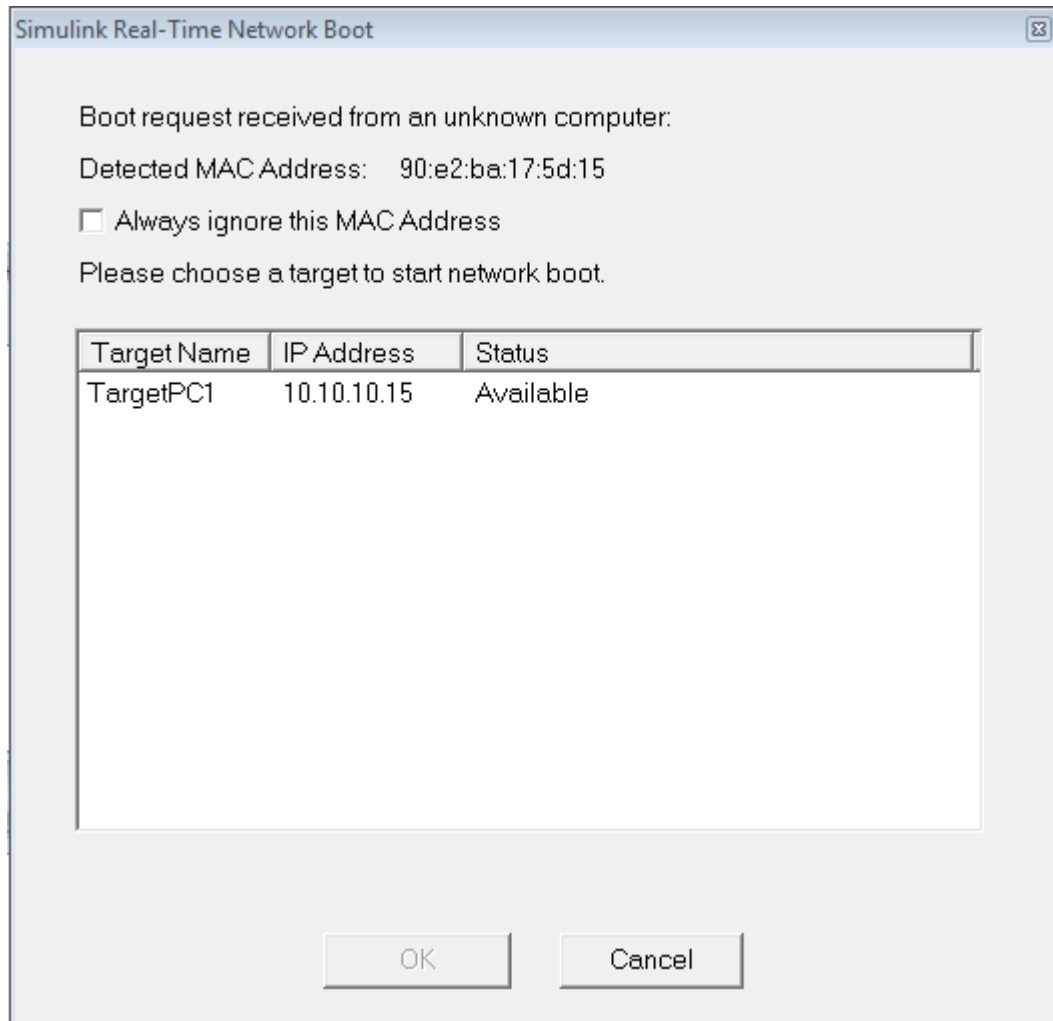 Simulink Real-Time Network Boot
Boot request received from an unknown computer:
Detected MAC Address: 90:e2:ba:17:5d:15
Always ignore this MAC Address
Please choose a target to start network boot.
Target Name IP Address Status
TargetPC1 10.10.10.15 Available
OK Cancel